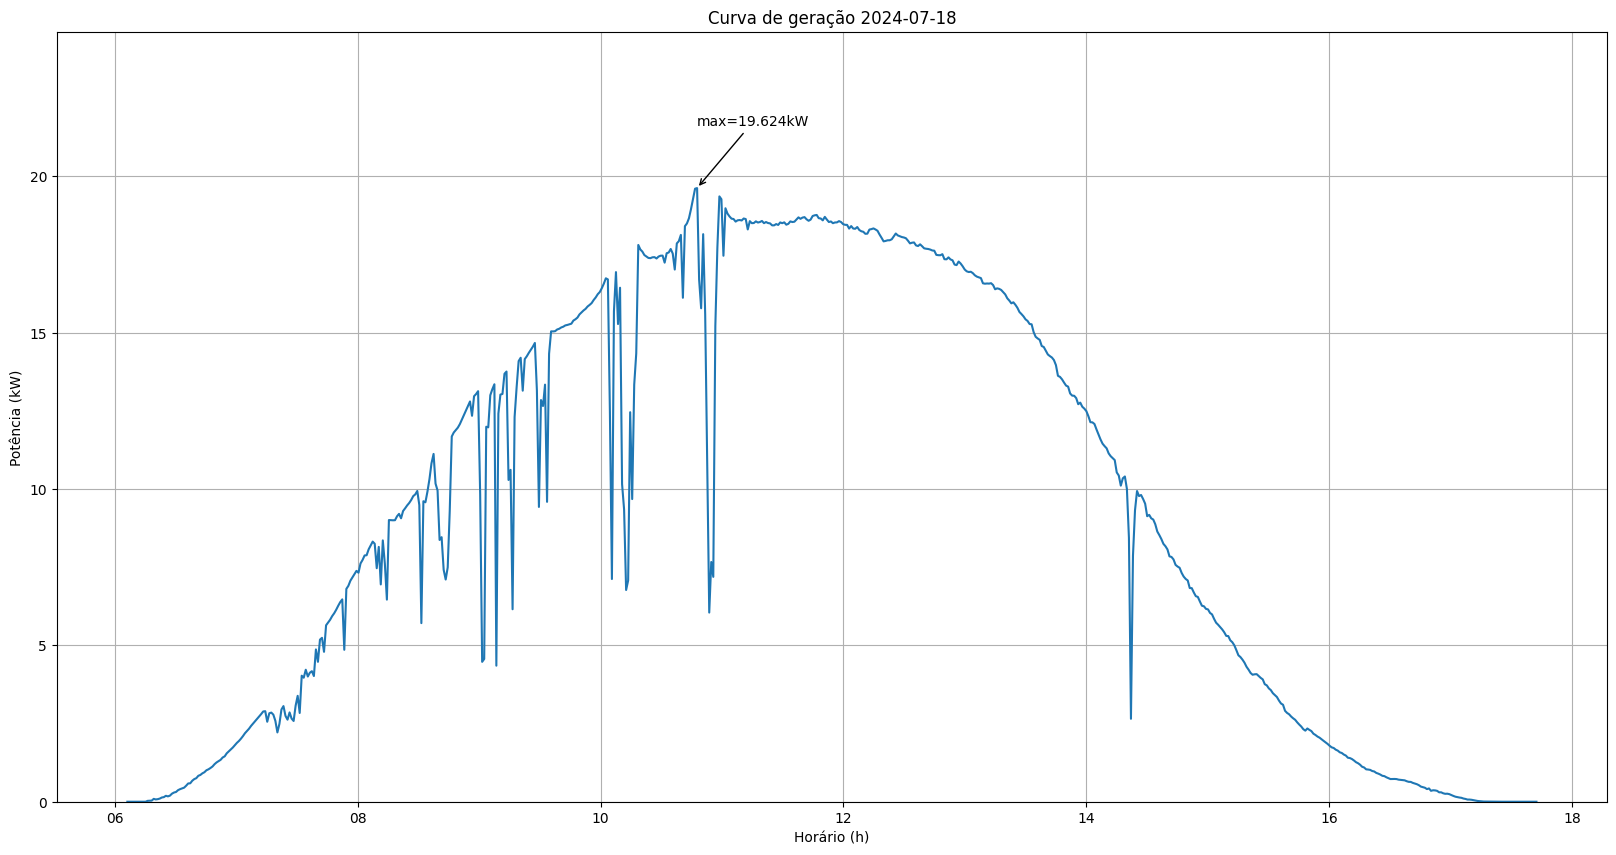 Curva de geração 2024-07-18
max=19.624kW
20
15
10
5
0
Potência (kW)
06 08 10 12 14 16 18
Horário (h)